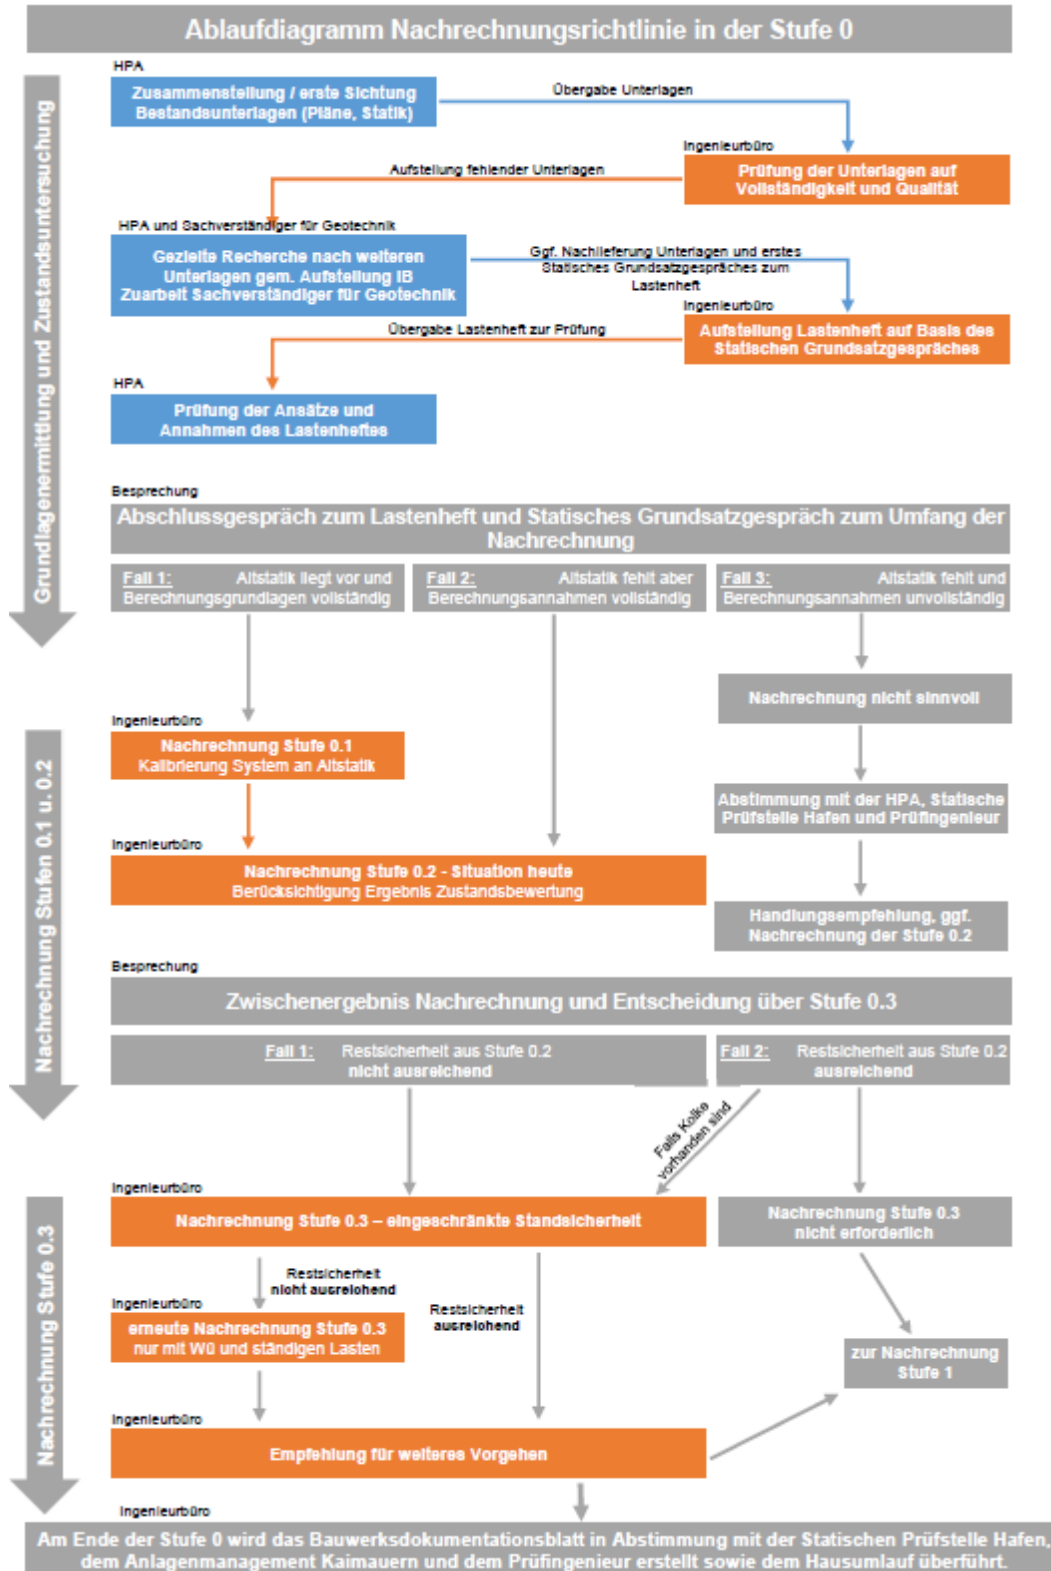 Ablaufdiagramm Nachrechnungsrichtlinie in der Stufe 0
Grundlagenermittlung und Zustandsuntersuchung
HPA
Zusammenstellung / erste Sichtung
Bestandsunterlagen (Pläne, Statik)
Übergabe Unterlagen
Ingenieurbüro
Prüfung der Unterlagen auf
Vollständigkeit und Qualität
Aufstellung fehlender Unterlagen
HPA und Sachverständiger für Geotechnik
Gezielte Recherche nach weiteren
Unterlagen gem. Aufstellung IB
Zuarbeit Sachverständiger für Geotechnik
Ggf. Nachlieferung Unterlagen und erstes
Statisches Grundsatzgespräches zum
Lastenheft
Ingenieurbüro
Aufstellung Lastenheft auf Basis des
Statischen Grundsatzgespräches
Übergabe Lastenheft zur Prüfung
HPA
Prüfung der Ansätze und
Annahmen des Lastenheftes
Besprechung
Abschlussgespräch zum Lastenheft und Statisches Grundsatzgespräch zum Umfang der
Nachrechnung
Fall 1: Altstatik liegt vor und
Berechnungsgrundlagen vollständig
Fall 2: Altstatik fehlt aber
Berechnungsannahmen vollständig
Fall 3: Altstatik fehlt und
Berechnungsannahmen unvollständig
Nachrechnung Stufen 0.1 u. 0.2
Nachrechnung nicht sinnvoll
Ingenieurbüro
Nachrechnung Stufe 0.1
Kalibrierung System an Altstatik
Abstimmung mit der HPA, Statische
Prüfstelle Hafen und Prüfingenieur
Ingenieurbüro
Nachrechnung Stufe 0.2 - Situation heute
Berücksichtigung Ergebnis Zustandsbewertung
Handlungsempfehlung, ggf.
Nachrechnung der Stufe 0.2
Besprechung
Zwischenergebnis Nachrechnung und Entscheidung über Stufe 0.3
Fall 1: Restsicherheit aus Stufe 0.2
nicht ausreichend
Fall 2: Restsicherheit aus Stufe 0.2
ausreichend
Falls Kolke
vorhanden sind
Nachrechnung Stufe 0.3
Ingenieurbüro
Nachrechnung Stufe 0.3 – eingeschränkte Standsicherheit
Nachrechnung Stufe 0.3
nicht erforderlich
Restsicherheit
nicht ausreichend
Restsicherheit
ausreichend
Ingenieurbüro
erneute Nachrechnung Stufe 0.3
nur mit Wü und ständigen Lasten
zur Nachrechnung
Stufe 1
Ingenieurbüro
Empfehlung für weiteres Vorgehen
Ingenieurbüro
Am Ende der Stufe 0 wird das Bauwerksdokumentationsblatt in Abstimmung mit der Statischen Prüfstelle Hafen,
dem Anlagenmanagement Kaimauern und dem Prüfingenieur erstellt sowie dem Hausumlauf überführt.